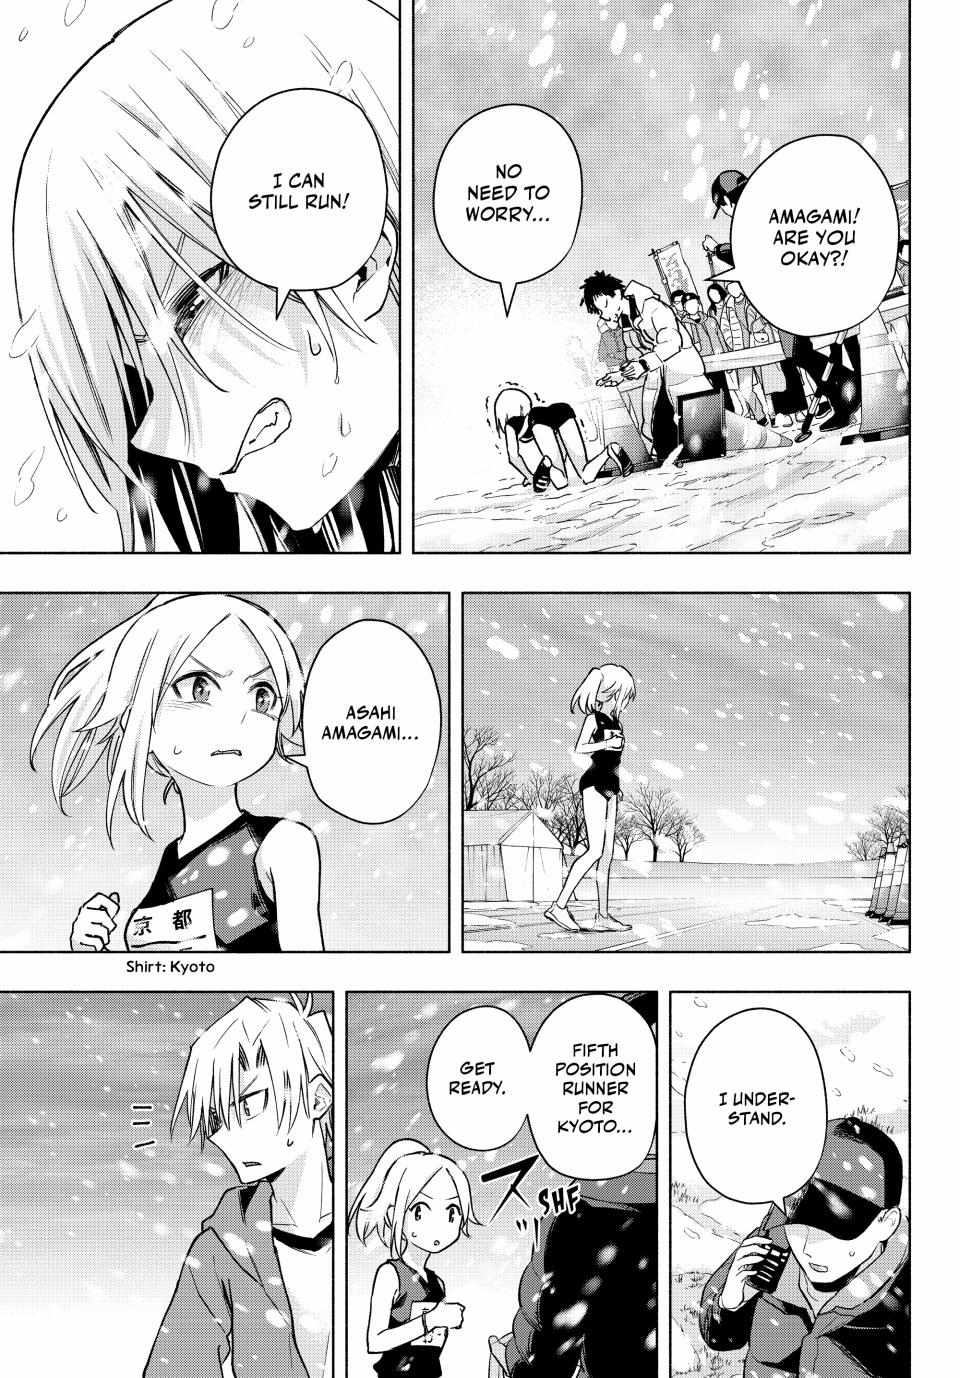 AMAGAMI!
ARE YOU
OKAY?!
NO
NEED TO
WORRY...
I CAN
STILL RUN!
ASAHI
AMAGAMI...
京都
Shirt: Kyoto
I UNDER-
STAND.
FIFTH
POSITION
RUNNER
FOR
KYOTO...
GET
READY.
ス
SHF